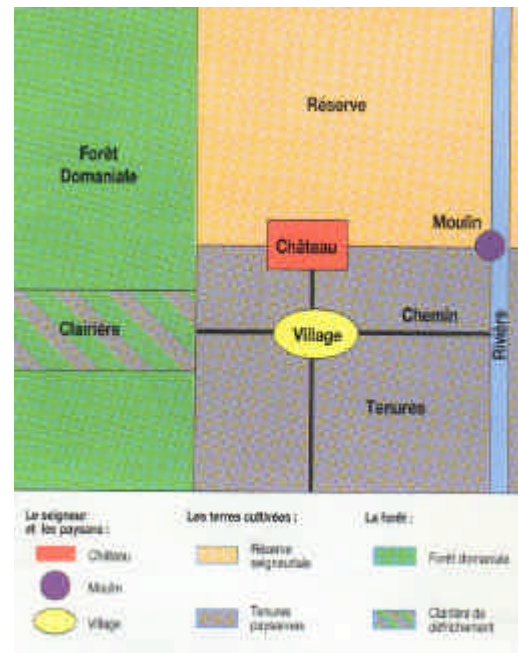 Réserve
Forêt
Domaniale
Moulin
Château
Chemin
Clairière
Village
Rivière
Tenures
Le seigneur
et les paysans :
Les terres cultivées :
La forêt :
Château
Réserve
seigneuriale
Forêt domaniale
Moulin
Village
Tenures
paysannes
Clairière de
défrichement